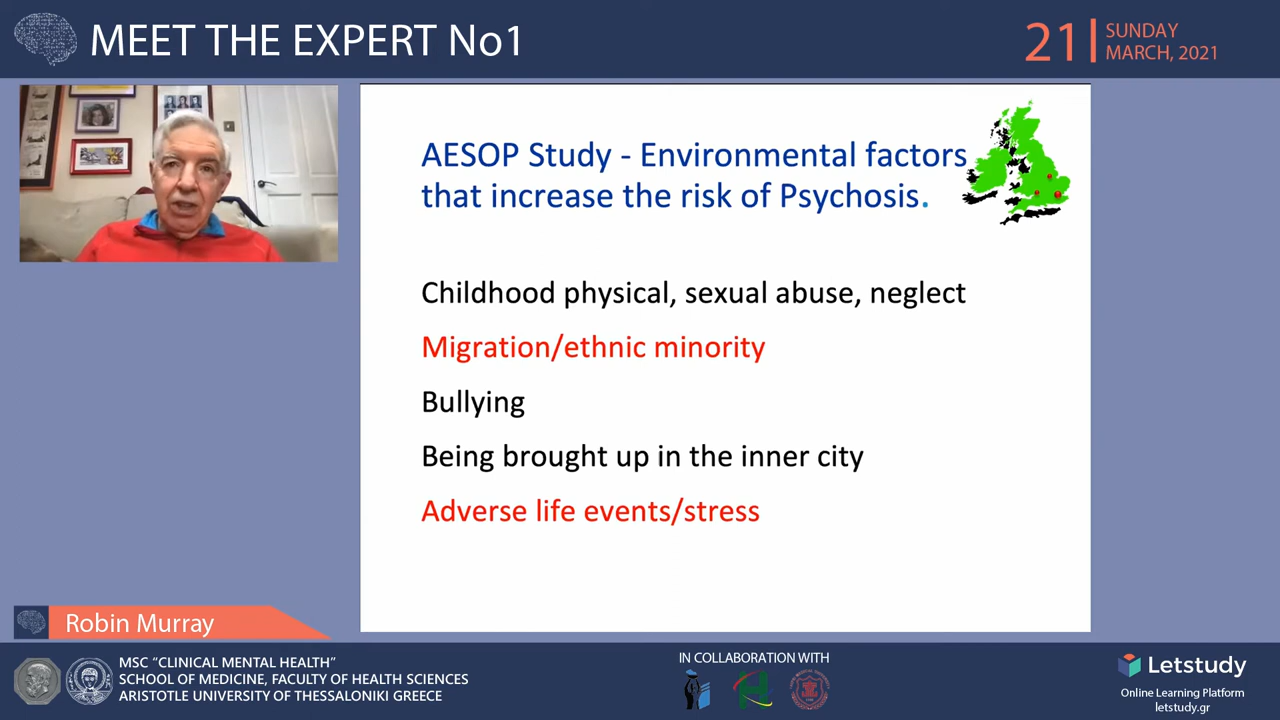 MEET THE EXPERT No1
21
SUNDAY
MARCH, 2021
AESOP Study - Environmental factors
that increase the risk of Psychosis.
Childhood physical, sexual abuse, neglect
Migration/ethnic minority
Bullying
Being brought up in the inner city
Adverse life events/stress
Robin Murray
MSC “CLINICAL MENTAL HEALTH”
SCHOOL OF MEDICINE, FACULTY OF HEALTH SCIENCES
ARISTOTLE UNIVERSITY OF THESSALONIKI GREECE
IN COLLABORATION WITH
Letstudy
Online Learning Platform
letstudy.gr